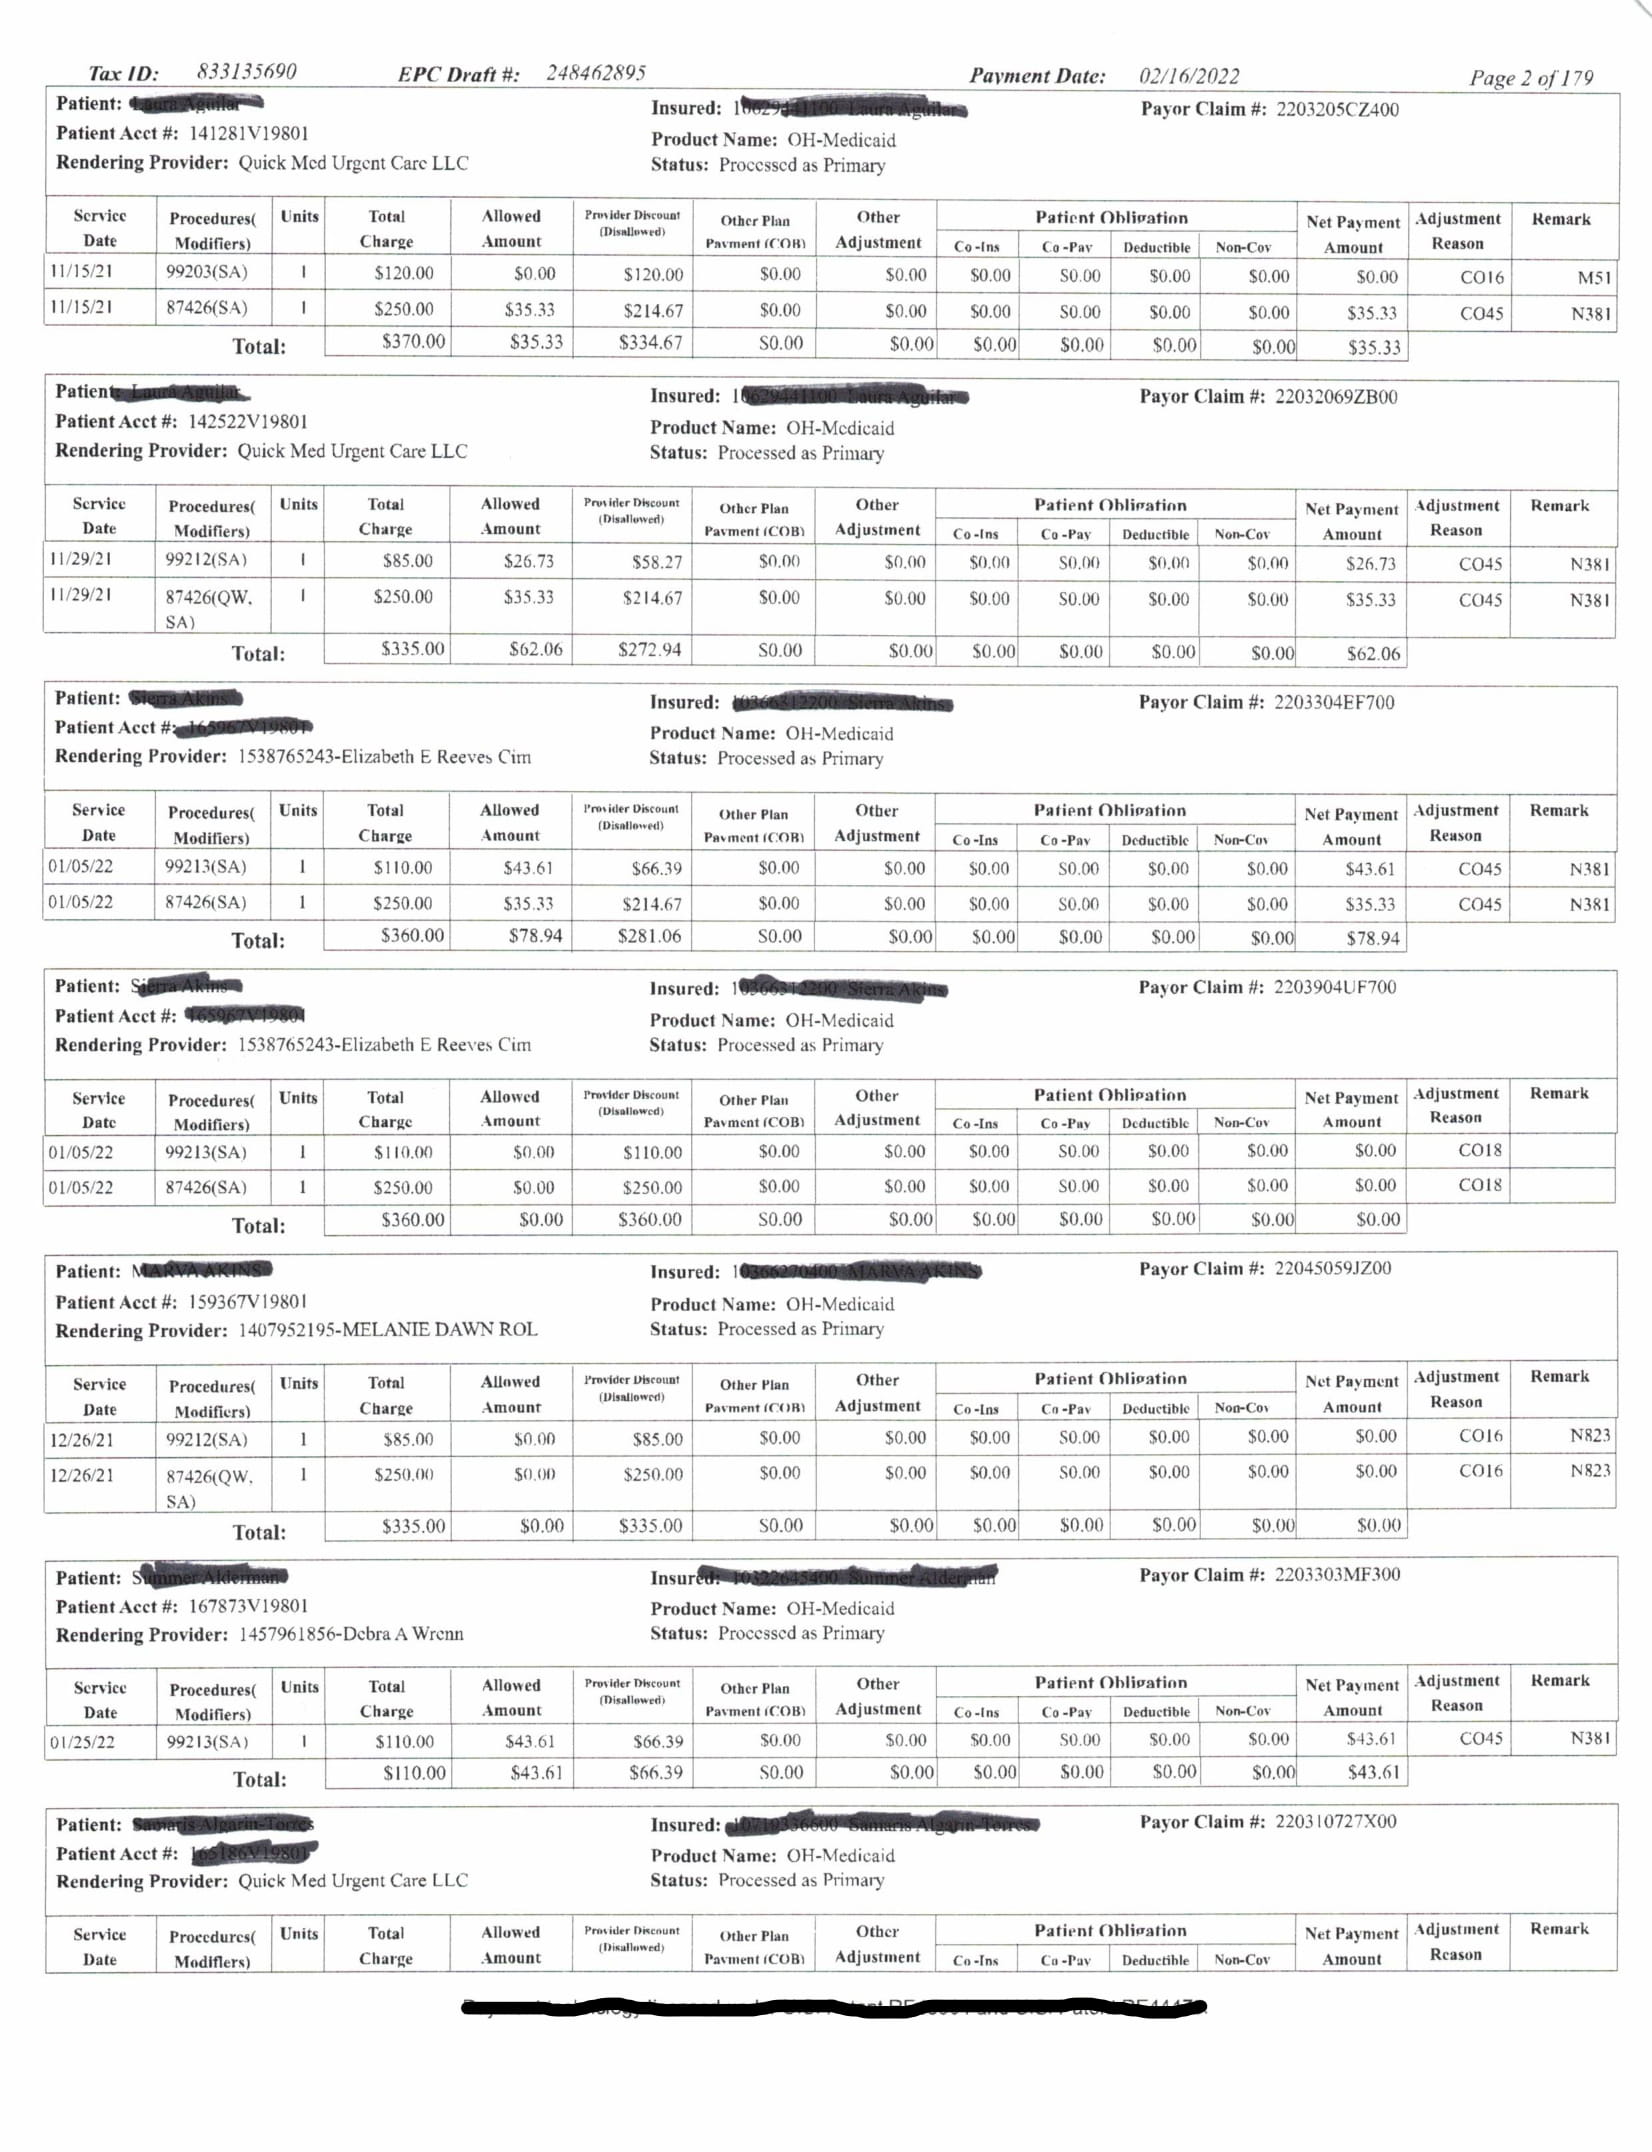 Tax ID: 833135690 EPC Draft #: 248462895 Payment Date: 02/16/2022 Page 2 of 179
Patient: Insured: Payor Claim #: 2203205CZ400
Patient Acct #: 141281V19801 Product Name: OH-Medicaid
Rendering Provider: Quick Med Urgent Care LLC Status: Processed as Primary
Service Procedures( Units Total Allowed Provider Discount Other Plan Other Patient Obligation Net Payment Adjustment Remark
Date Modifiers) Charge Amount (Disallowed) Payment (COB) Adjustment Co-Ins Co-Pay Deductible Non-Cov Amount Reason
11/15/21 99203(SA) 1 $120.00 $0.00 $120.00 $0.00 $0.00 $0.00 $0.00 $0.00 $0.00 $0.00 CO16 M51
11/15/21 87426(SA) 1 $250.00 $35.33 $214.67 $0.00 $0.00 $0.00 $0.00 $0.00 $0.00 $35.33 CO45 N381
Total: $370.00 $35.33 $334.67 $0.00 $0.00 $0.00 $0.00 $0.00 $0.00 $35.33
Patient: Insured: Payor Claim #: 22032069ZB00
Patient Acct #: 142522V19801 Product Name: OH-Medicaid
Rendering Provider: Quick Med Urgent Care LLC Status: Processed as Primary
Service Procedures( Units Total Allowed Provider Discount Other Plan Other Patient Obligation Net Payment Adjustment Remark
Date Modifiers) Charge Amount (Disallowed) Payment (COB) Adjustment Co-Ins Co-Pay Deductible Non-Cov Amount Reason
11/29/21 99212(SA) 1 $85.00 $26.73 $58.27 $0.00 $0.00 $0.00 $0.00 $0.00 $0.00 $26.73 CO45 N381
11/29/21 87426(QW, 1 $250.00 $35.33 $214.67 $0.00 $0.00 $0.00 $0.00 $0.00 $0.00 $35.33 CO45 N381
SA)
Total: $335.00 $62.06 $272.94 $0.00 $0.00 $0.00 $0.00 $0.00 $0.00 $62.06
Patient: Insured: Payor Claim #: 2203304EF700
Patient Acct #: Product Name: OH-Medicaid
Rendering Provider: 1538765243-Elizabeth E Reeves Cim Status: Processed as Primary
Service Procedures( Units Total Allowed Provider Discount Other Plan Other Patient Obligation Net Payment Adjustment Remark
Date Modifiers) Charge Amount (Disallowed) Payment (COB) Adjustment Co-Ins Co-Pay Deductible Non-Cov Amount Reason
01/05/22 99213(SA) 1 $110.00 $43.61 $66.39 $0.00 $0.00 $0.00 $0.00 $0.00 $0.00 $43.61 CO45 N381
01/05/22 87426(SA) 1 $250.00 $35.33 $214.67 $0.00 $0.00 $0.00 $0.00 $0.00 $0.00 $35.33 CO45 N381
Total: $360.00 $78.94 $281.06 $0.00 $0.00 $0.00 $0.00 $0.00 $0.00 $78.94
Patient: Insured: Payor Claim #: 2203904UF700
Patient Acct #: Product Name: OH-Medicaid
Rendering Provider: 1538765243-Elizabeth E Reeves Cim Status: Processed as Primary
Service Procedures( Units Total Allowed Provider Discount Other Plan Other Patient Obligation Net Payment Adjustment Remark
Date Modifiers) Charge Amount (Disallowed) Payment (COB) Adjustment Co-Ins Co-Pay Deductible Non-Cov Amount Reason
01/05/22 99213(SA) 1 $110.00 $0.00 $110.00 $0.00 $0.00 $0.00 $0.00 $0.00 $0.00 $0.00 CO18
01/05/22 87426(SA) 1 $250.00 $0.00 $250.00 $0.00 $0.00 $0.00 $0.00 $0.00 $0.00 $0.00 CO18
Total: $360.00 $0.00 $360.00 $0.00 $0.00 $0.00 $0.00 $0.00 $0.00 $0.00
Patient: Insured: Payor Claim #: 22045059JZ00
Patient Acct #: 159367V19801 Product Name: OH-Medicaid
Rendering Provider: 1407952195-MELANIE DAWN ROL Status: Processed as Primary
Service Procedures( Units Total Allowed Provider Discount Other Plan Other Patient Obligation Net Payment Adjustment Remark
Date Modifiers) Charge Amount (Disallowed) Payment (COB) Adjustment Co-Ins Co-Pay Deductible Non-Cov Amount Reason
12/26/21 99212(SA) 1 $85.00 $0.00 $85.00 $0.00 $0.00 $0.00 $0.00 $0.00 $0.00 $0.00 CO16 N823
12/26/21 87426(QW, 1 $250.00 $0.00 $250.00 $0.00 $0.00 $0.00 $0.00 $0.00 $0.00 $0.00 CO16 N823
SA)
Total: $335.00 $0.00 $335.00 $0.00 $0.00 $0.00 $0.00 $0.00 $0.00 $0.00
Patient: Insured: Payor Claim #: 2203303MF300
Patient Acct #: 167873V19801 Product Name: OH-Medicaid
Rendering Provider: 1457961856-Debra A Wrenn Status: Processed as Primary
Service Procedures( Units Total Allowed Provider Discount Other Plan Other Patient Obligation Net Payment Adjustment Remark
Date Modifiers) Charge Amount (Disallowed) Payment (COB) Adjustment Co-Ins Co-Pay Deductible Non-Cov Amount Reason
01/25/22 99213(SA) 1 $110.00 $43.61 $66.39 $0.00 $0.00 $0.00 $0.00 $0.00 $0.00 $43.61 CO45 N381
Total: $110.00 $43.61 $66.39 $0.00 $0.00 $0.00 $0.00 $0.00 $0.00 $43.61
Patient: Insured: Payor Claim #: 220310727X00
Patient Acct #: Product Name: OH-Medicaid
Rendering Provider: Quick Med Urgent Care LLC Status: Processed as Primary
Service Procedures( Units Total Allowed Provider Discount Other Plan Other Patient Obligation Net Payment Adjustment Remark
Date Modifiers) Charge Amount (Disallowed) Payment (COB) Adjustment Co-Ins Co-Pay Deductible Non-Cov Amount Reason